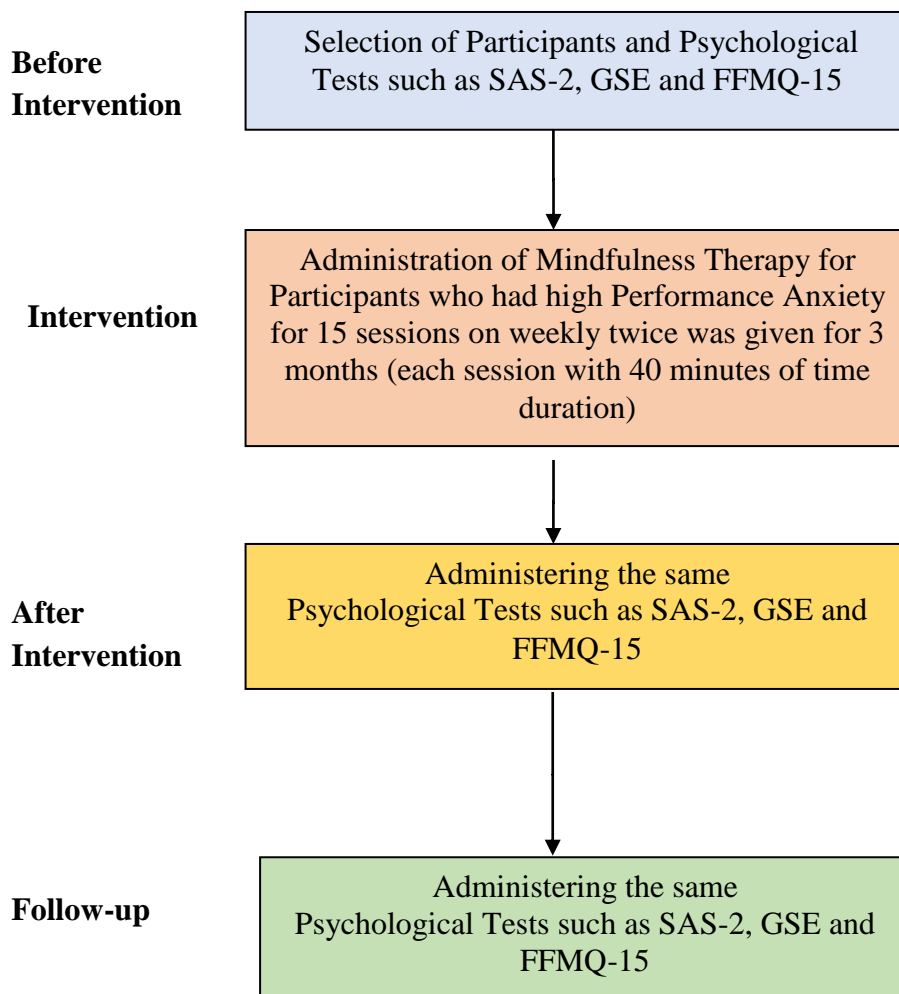 Before
Intervention
Selection of Participants and Psychological
Tests such as SAS-2, GSE and FFMQ-15
Intervention
Administration of Mindfulness Therapy for
Participants who had high Performance Anxiety
for 15 sessions on weekly twice was given for 3
months (each session with 40 minutes of time
duration)
After
Intervention
Administering the same
Psychological Tests such as SAS-2, GSE and
FFMQ-15
Follow-up
Administering the same
Psychological Tests such as SAS-2, GSE and
FFMQ-15